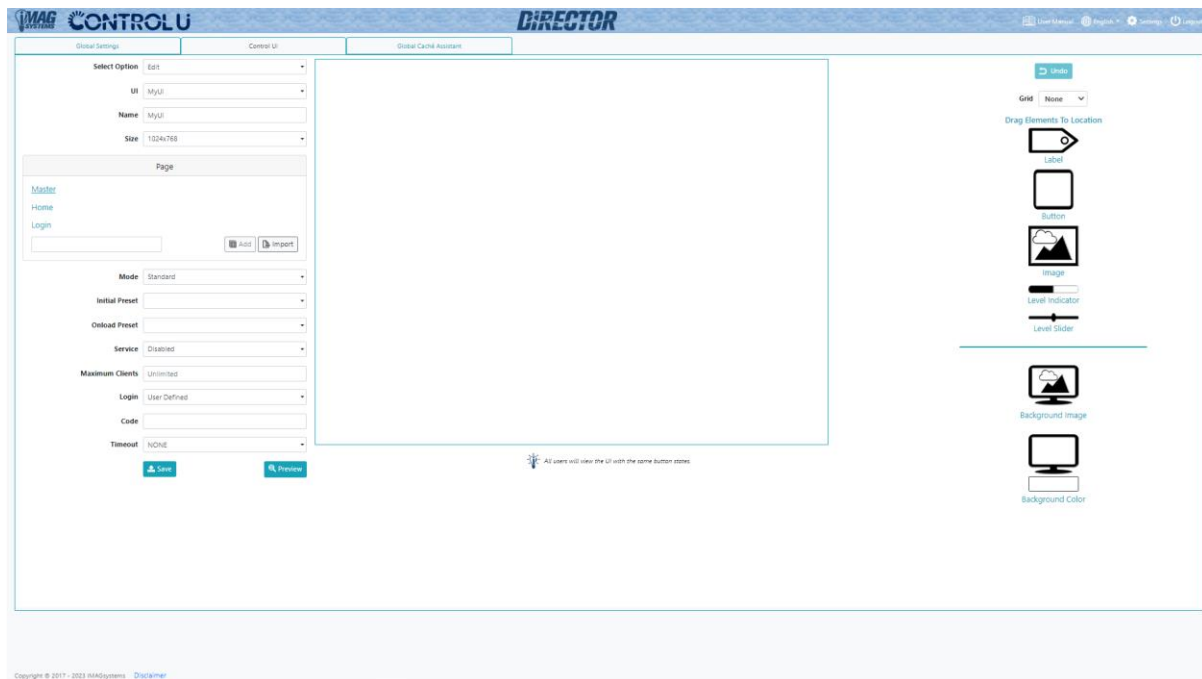 IMAG SYSTEMS CONTROL U DiRECTOR User Manual English Settings Logout
Global Settings Control UI Global Caché Assistant
Select Option Edit
UI MyUI
Name MyUI
Size 1024x768
Page
Master
Home
Login
Add Import
Mode Standard
Initial Preset
Onload Preset
Service Disabled
Maximum Clients Unlimited
Login User Defined
Code
Timeout NONE
Save Preview
All users will view the UI with the same button states
Undo
Grid None
Drag Elements To Location
Label
Button
Image
Level Indicator
Level Slider
Background Image
Background Color
Copyright © 2017 - 2023 IMAGsystems Disclaimer